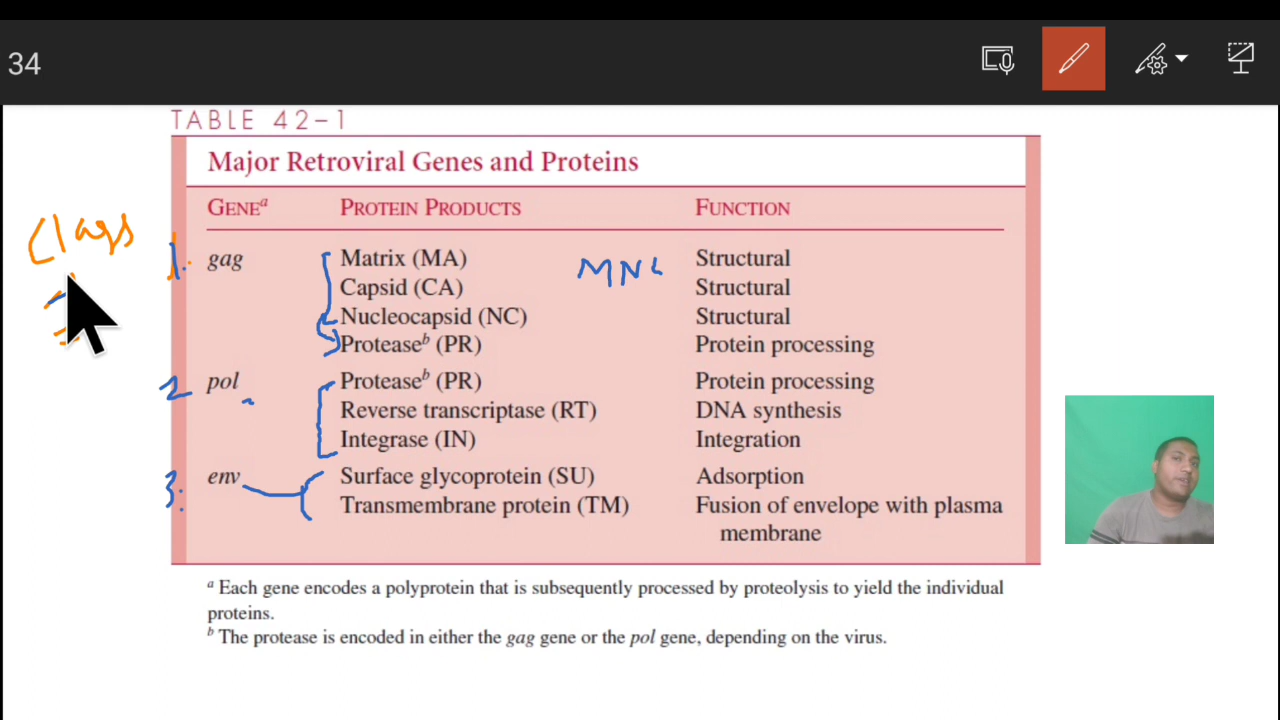 34
TABLE 42–1
Major Retroviral Genes and Proteins
GENEᵃ PROTEIN PRODUCTS FUNCTION
Class
1. gag Matrix (MA) MNC Structural
Capsid (CA) Structural
Nucleocapsid (NC) Structural
Proteaseᵇ (PR) Protein processing
2 pol Proteaseᵇ (PR) Protein processing
Reverse transcriptase (RT) DNA synthesis
Integrase (IN) Integration
3. env Surface glycoprotein (SU) Adsorption
Transmembrane protein (TM) Fusion of envelope with plasma
membrane
ᵃ Each gene encodes a polyprotein that is subsequently processed by proteolysis to yield the individual
proteins.
ᵇ The protease is encoded in either the gag gene or the pol gene, depending on the virus.